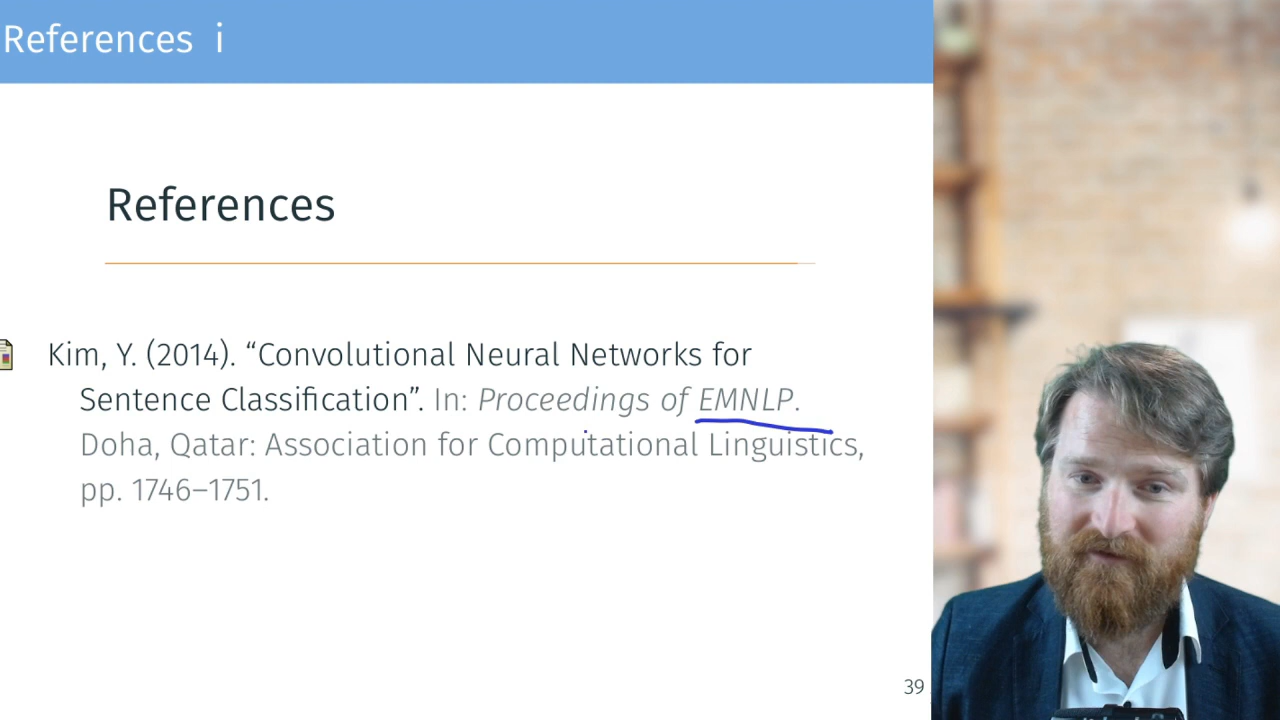 References i
References
Kim, Y. (2014). “Convolutional Neural Networks for
Sentence Classification”. In: Proceedings of EMNLP.
Doha, Qatar: Association for Computational Linguistics,
pp. 1746–1751.
39